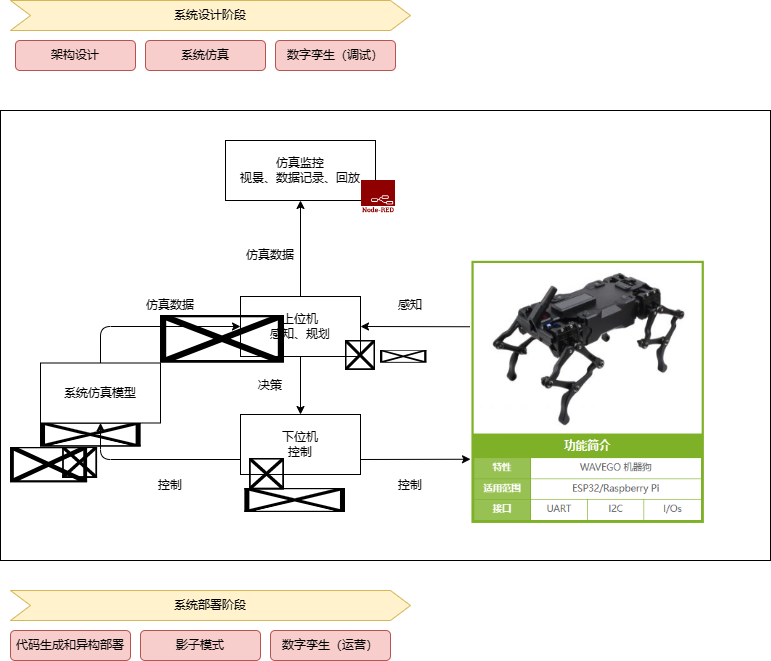 系统设计阶段
架构设计
系统仿真
数字孪生（调试）
仿真监控
视景、数据记录、回放
Node-RED
仿真数据
仿真数据
上位机
感知、规划
感知
系统仿真模型
决策
下位机
控制
控制
控制
功能简介
特性 WAVEGO 机器狗
适用范围 ESP32/Raspberry Pi
接口 UART I2C I/Os
系统部署阶段
代码生成和异构部署
影子模式
数字孪生（运营）